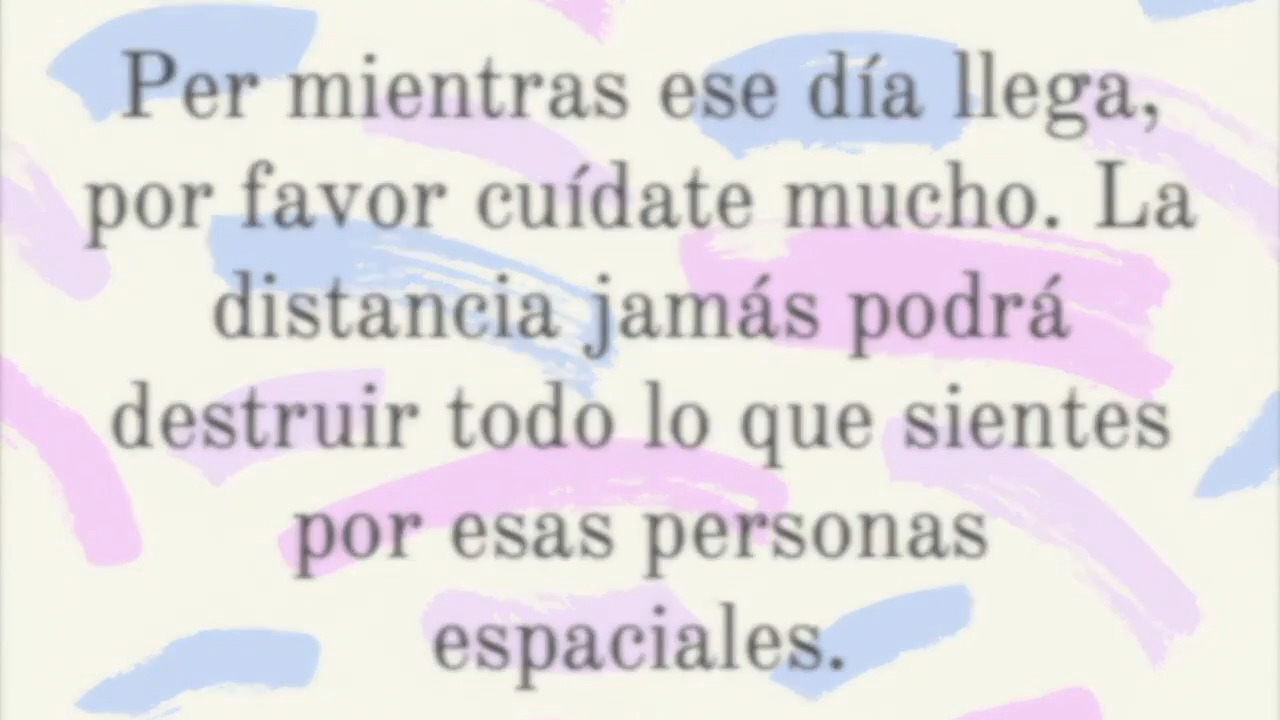 Per mientras ese día llega,
por favor cuídate mucho. La
distancia jamás podrá
destruir todo lo que sientes
por esas personas
espaciales.